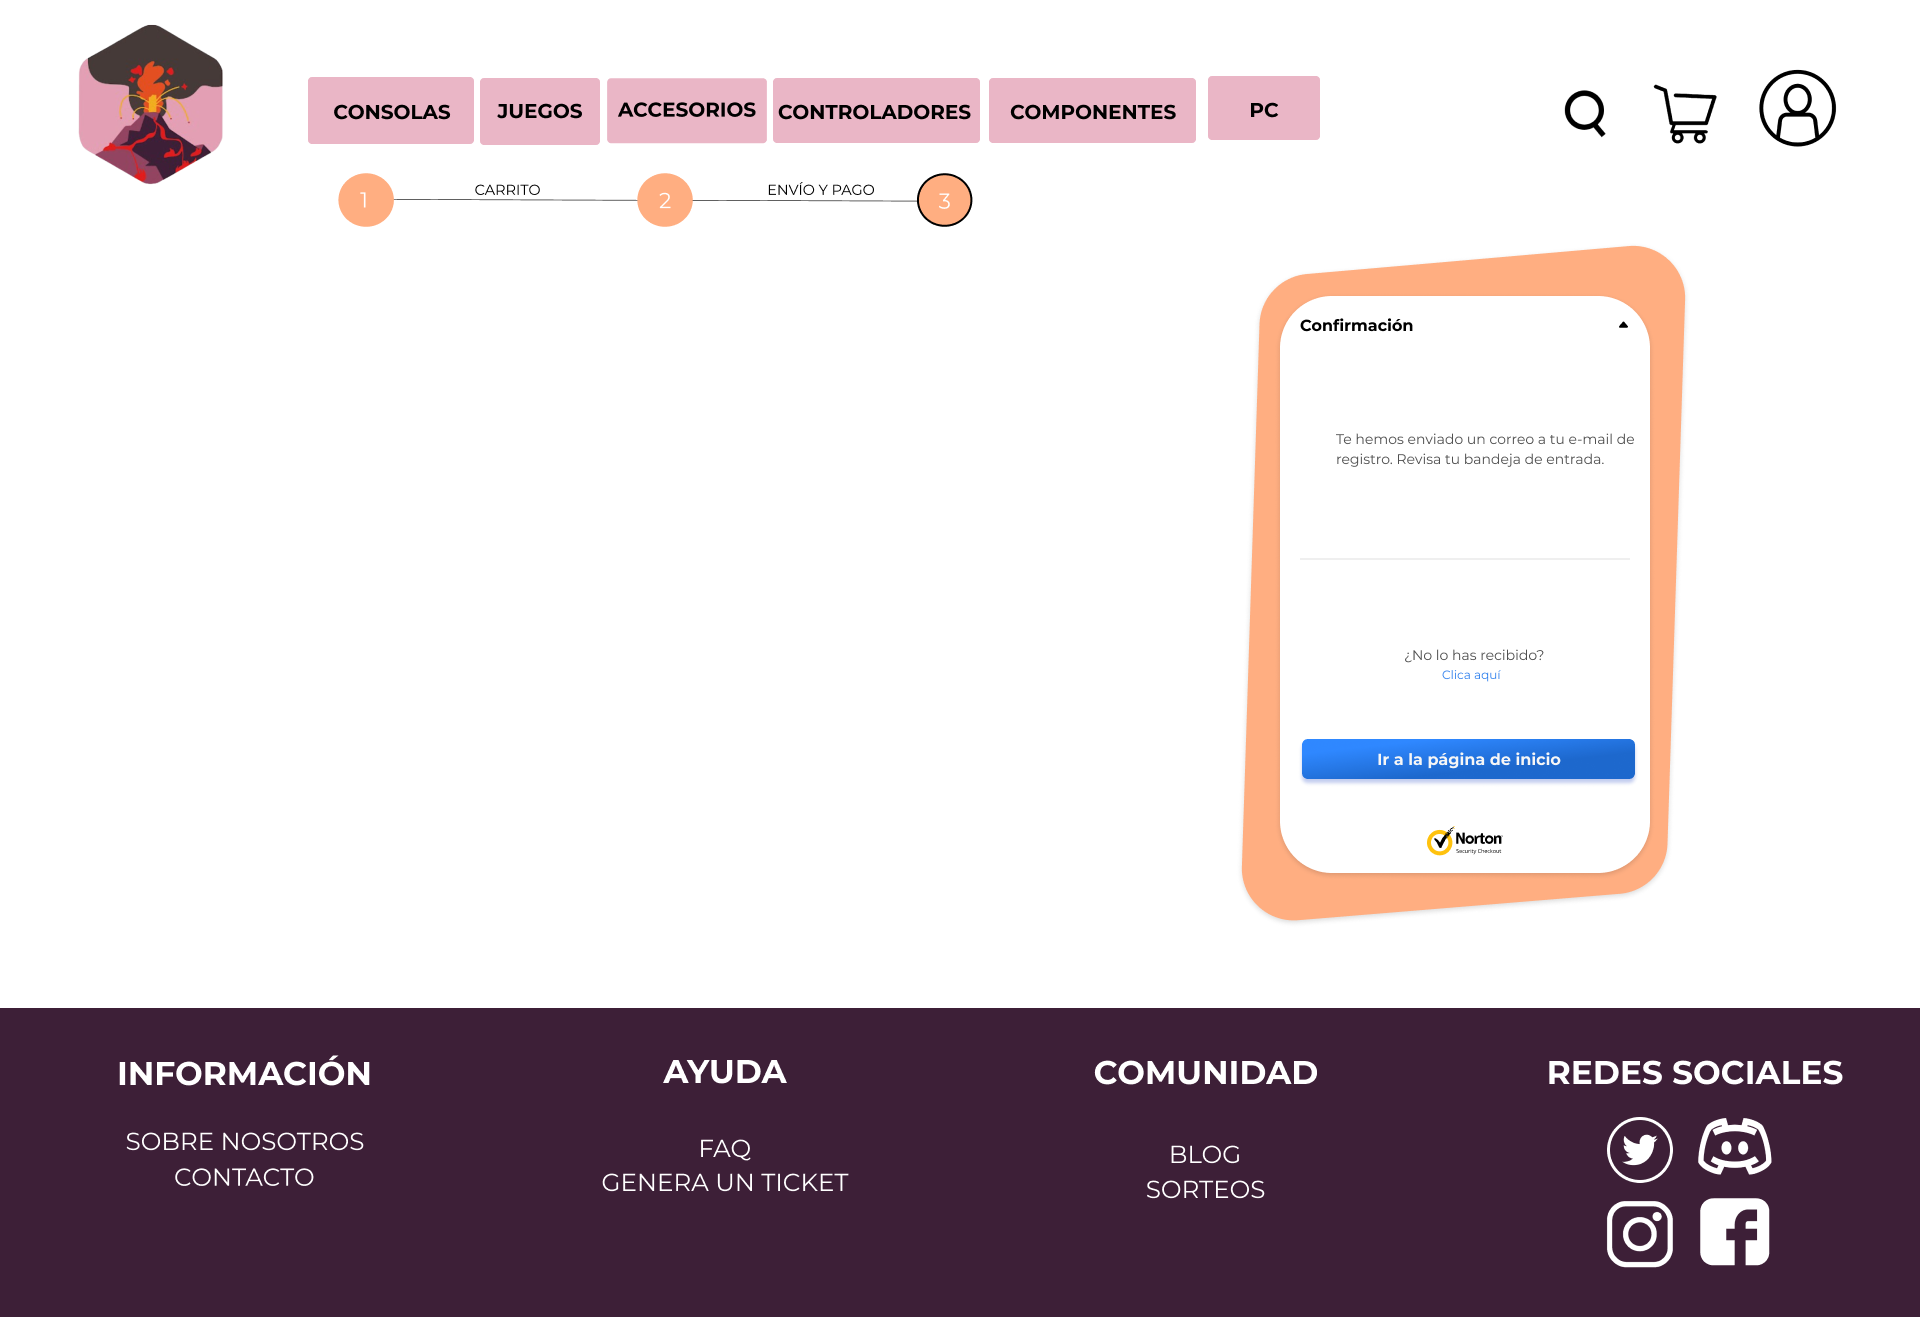 CONSOLAS
JUEGOS
ACCESORIOS
CONTROLADORES
COMPONENTES
PC
1
CARRITO
2
ENVÍO Y PAGO
3
Confirmación
Te hemos enviado un correo a tu e-mail de
registro. Revisa tu bandeja de entrada.
¿No lo has recibido?
Clica aquí
Ir a la página de inicio
Norton
Security Checkout
INFORMACIÓN
SOBRE NOSOTROS
CONTACTO
AYUDA
FAQ
GENERA UN TICKET
COMUNIDAD
BLOG
SORTEOS
REDES SOCIALES